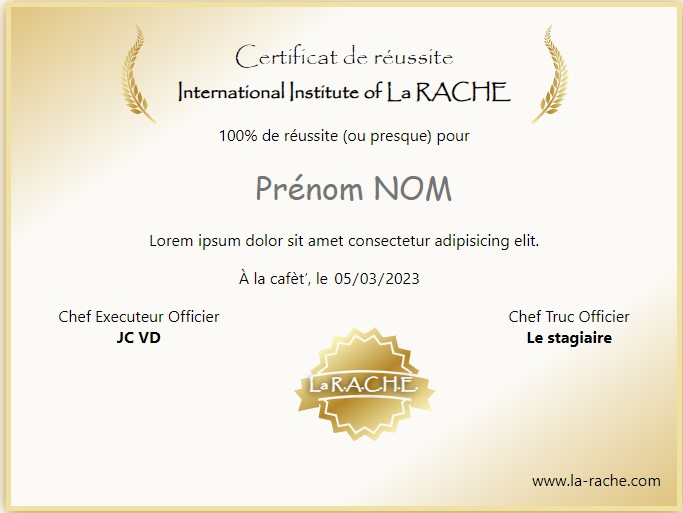 Certificat de réussite
International Institute of La RACHE
100% de réussite (ou presque) pour
Prénom NOM
Lorem ipsum dolor sit amet consectetur adipisicing elit.
À la cafèt’, le 05/03/2023
Chef Executeur Officier
JC VD
Chef Truc Officier
Le stagiaire
La R.A.C.H.E.
www.la-rache.com